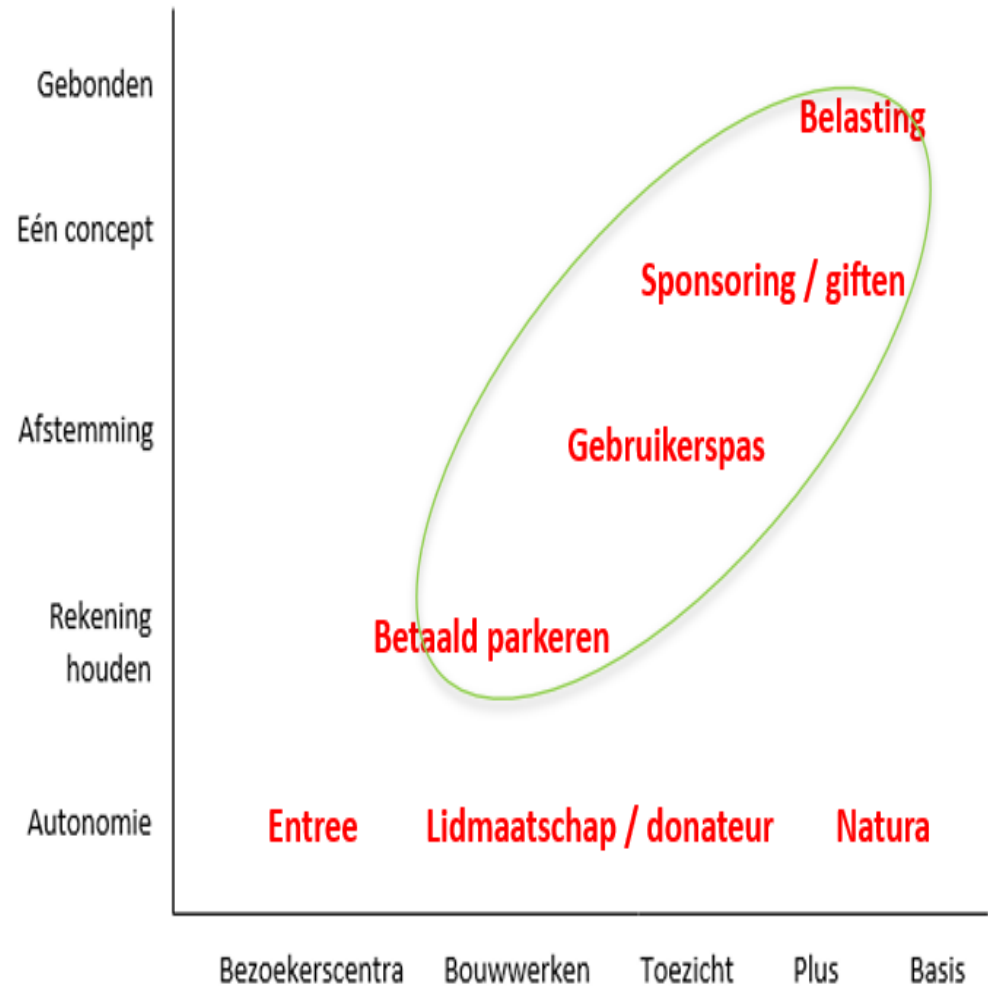 Gebonden
Belasting
Eén concept
Sponsoring / giften
Afstemming
Gebruikerspas
Rekening
houden
Betaald parkeren
Autonomie
Entree
Lidmaatschap / donateur
Natura
Bezoekerscentra
Bouwwerken
Toezicht
Plus
Basis